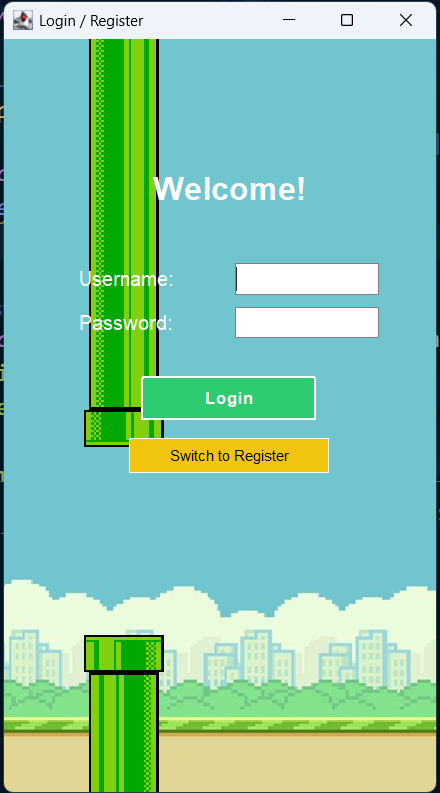 Login / Register
Welcome!
Username:
Password:
Login
Switch to Register